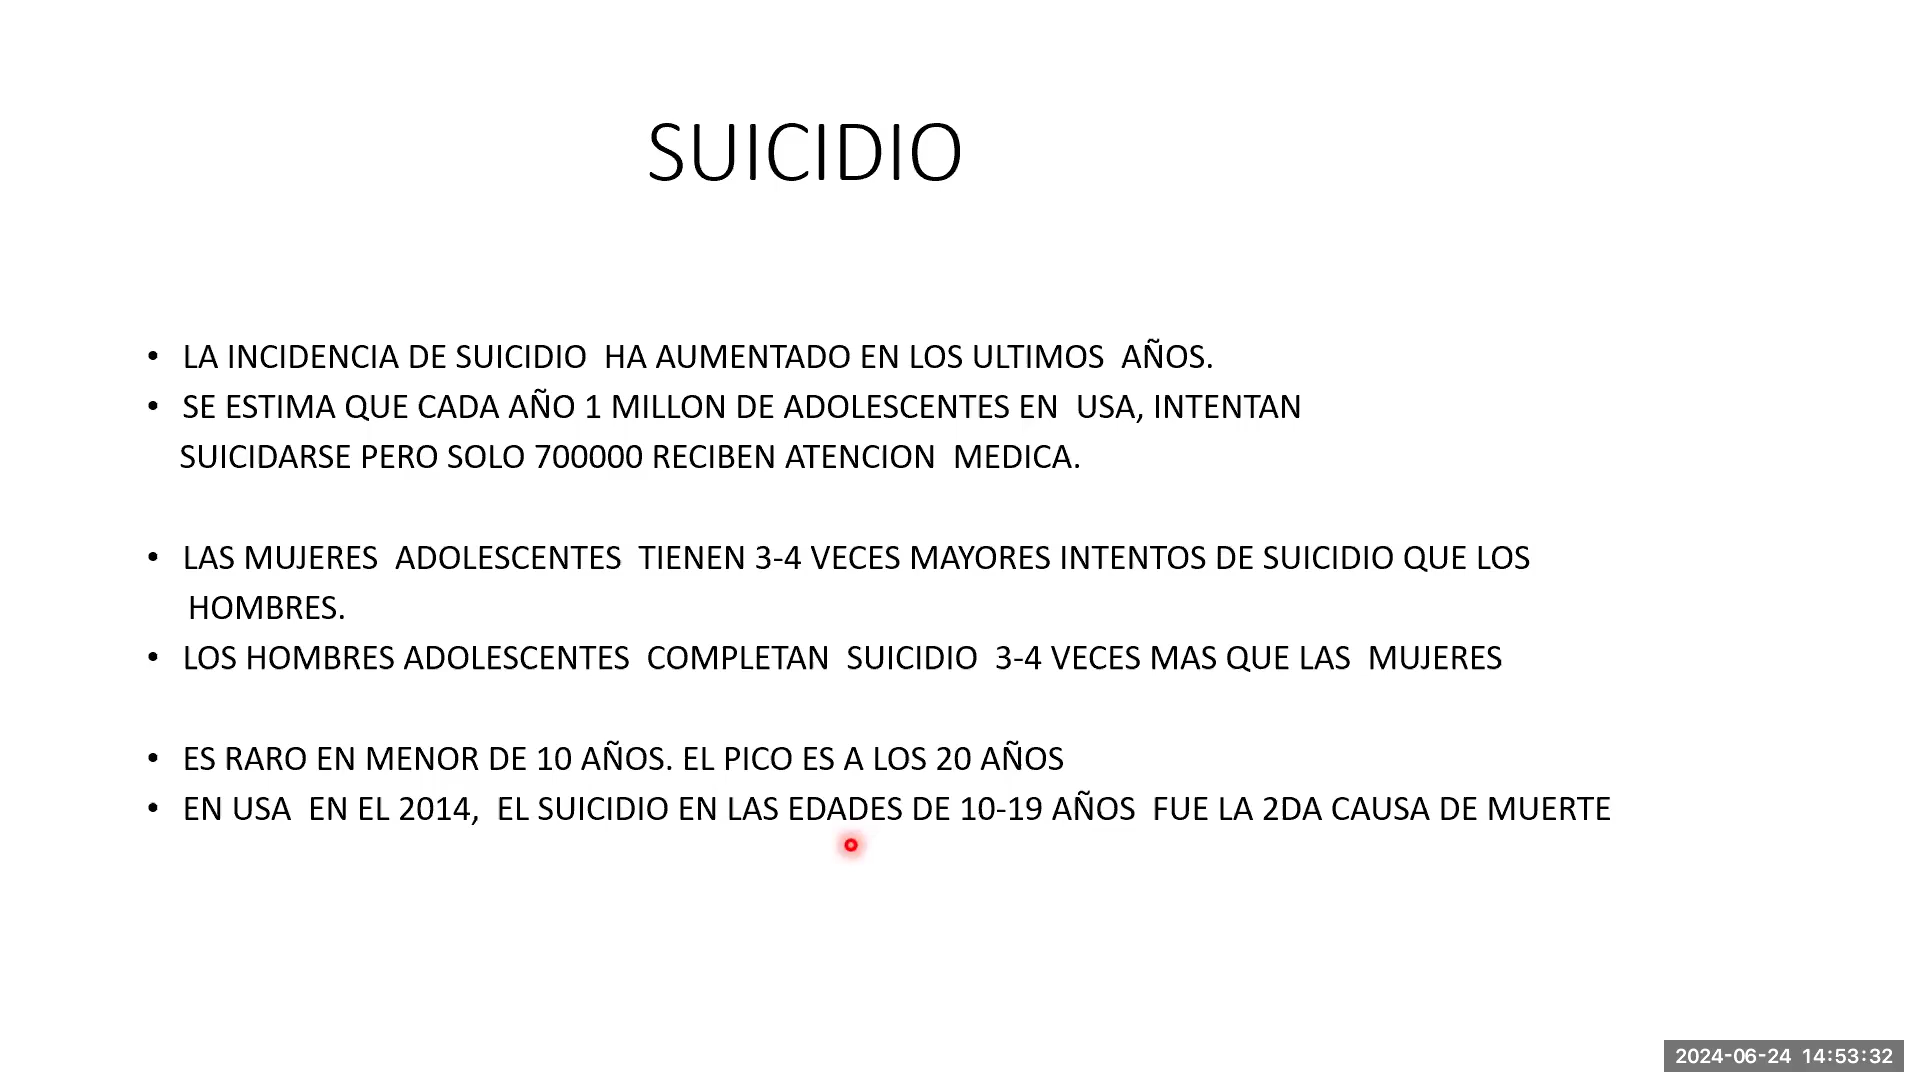 SUICIDIO
• LA INCIDENCIA DE SUICIDIO HA AUMENTADO EN LOS ULTIMOS AÑOS.
• SE ESTIMA QUE CADA AÑO 1 MILLON DE ADOLESCENTES EN USA, INTENTAN
SUICIDARSE PERO SOLO 700000 RECIBEN ATENCION MEDICA.
• LAS MUJERES ADOLESCENTES TIENEN 3-4 VECES MAYORES INTENTOS DE SUICIDIO QUE LOS
HOMBRES.
• LOS HOMBRES ADOLESCENTES COMPLETAN SUICIDIO 3-4 VECES MAS QUE LAS MUJERES
• ES RARO EN MENOR DE 10 AÑOS. EL PICO ES A LOS 20 AÑOS
• EN USA EN EL 2014, EL SUICIDIO EN LAS EDADES DE 10-19 AÑOS FUE LA 2DA CAUSA DE MUERTE
2024-06-24 14:53:32